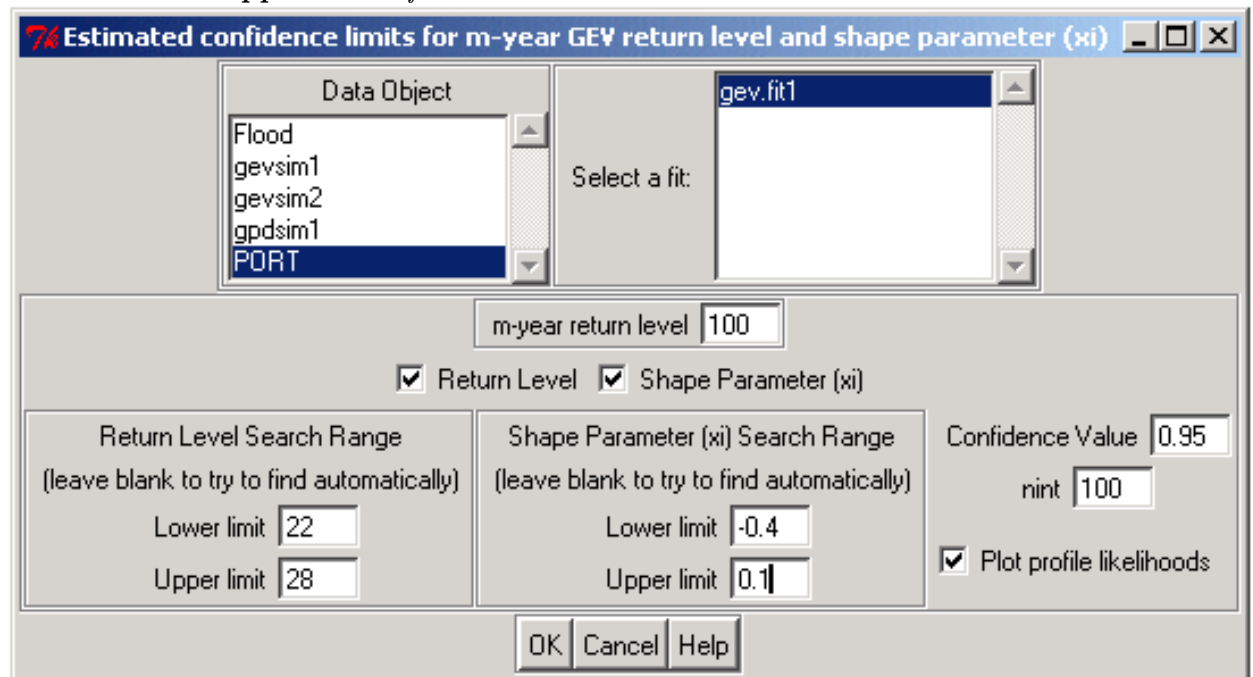 Estimated confidence limits for m-year GEV return level and shape parameter (xi)
Data Object
Flood
gevsim1
gevsim2
gpdsim1
PORT
Select a fit:
gev.fit1
m-year return level 100
Return Level Shape Parameter (xi)
Return Level Search Range
(leave blank to try to find automatically)
Lower limit 22
Upper limit 28
Shape Parameter (xi) Search Range
(leave blank to try to find automatically)
Lower limit -0.4
Upper limit 0.1
Confidence Value 0.95
nint 100
Plot profile likelihoods
OK Cancel Help